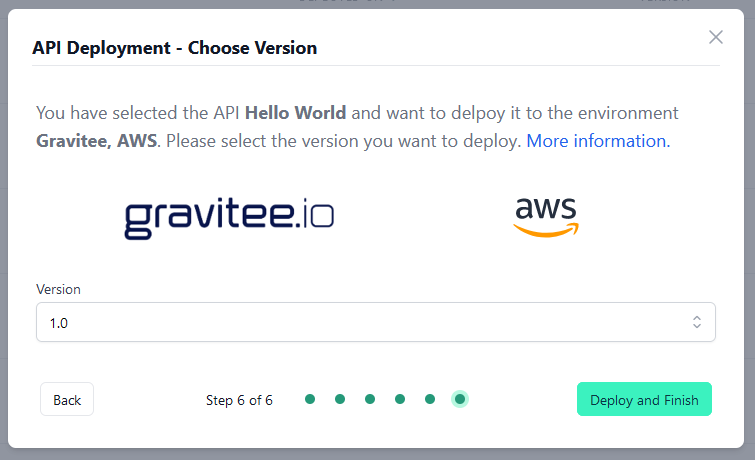 API Deployment - Choose Version
You have selected the API Hello World and want to delpoy it to the environment
Gravitee, AWS. Please select the version you want to deploy. More information.
gravitee.io
aws
Version
1.0
Back
Step 6 of 6
Deploy and Finish